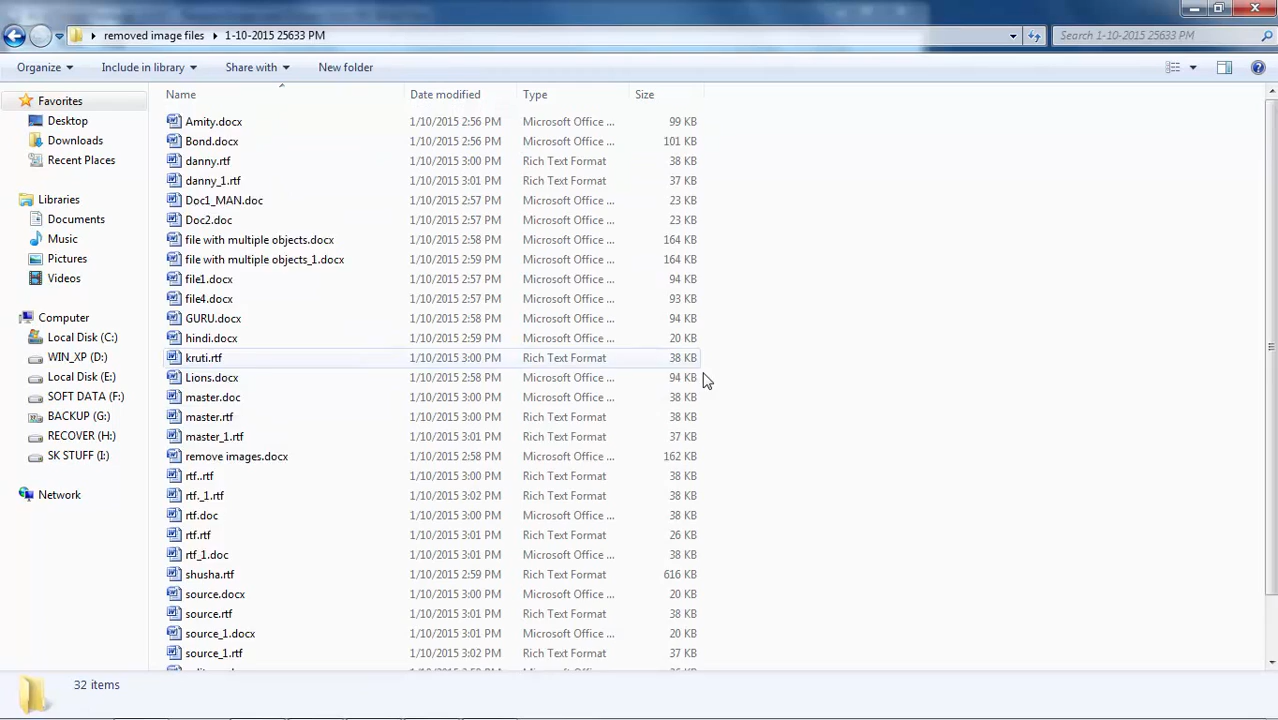 removed image files 1-10-2015 25633 PM Search 1-10-2015 25633 PM
Organize Include in library Share with New folder
Favorites
Desktop
Downloads
Recent Places
Libraries
Documents
Music
Pictures
Videos
Computer
Local Disk (C:)
WIN_XP (D:)
Local Disk (E:)
SOFT DATA (F:)
BACKUP (G:)
RECOVER (H:)
SK STUFF (I:)
Network
Name Date modified Type Size
Amity.docx 1/10/2015 2:56 PM Microsoft Office ... 99 KB
Bond.docx 1/10/2015 2:56 PM Microsoft Office ... 101 KB
danny.rtf 1/10/2015 3:00 PM Rich Text Format 38 KB
danny_1.rtf 1/10/2015 3:01 PM Rich Text Format 37 KB
Doc1_MAN.doc 1/10/2015 2:57 PM Microsoft Office ... 23 KB
Doc2.doc 1/10/2015 2:57 PM Microsoft Office ... 23 KB
file with multiple objects.docx 1/10/2015 2:58 PM Microsoft Office ... 164 KB
file with multiple objects_1.docx 1/10/2015 2:59 PM Microsoft Office ... 164 KB
file1.docx 1/10/2015 2:57 PM Microsoft Office ... 94 KB
file4.docx 1/10/2015 2:57 PM Microsoft Office ... 93 KB
GURU.docx 1/10/2015 2:58 PM Microsoft Office ... 94 KB
hindi.docx 1/10/2015 2:59 PM Microsoft Office ... 20 KB
kruti.rtf 1/10/2015 3:00 PM Rich Text Format 38 KB
Lions.docx 1/10/2015 2:58 PM Microsoft Office ... 94 KB
master.doc 1/10/2015 3:00 PM Microsoft Office ... 38 KB
master.rtf 1/10/2015 3:00 PM Rich Text Format 38 KB
master_1.rtf 1/10/2015 3:01 PM Rich Text Format 37 KB
remove images.docx 1/10/2015 2:58 PM Microsoft Office ... 162 KB
rtf..rtf 1/10/2015 3:00 PM Rich Text Format 38 KB
rtf._1.rtf 1/10/2015 3:02 PM Rich Text Format 38 KB
rtf.doc 1/10/2015 3:00 PM Microsoft Office ... 38 KB
rtf.rtf 1/10/2015 3:01 PM Rich Text Format 26 KB
rtf_1.doc 1/10/2015 3:01 PM Microsoft Office ... 38 KB
shusha.rtf 1/10/2015 2:59 PM Rich Text Format 616 KB
source.docx 1/10/2015 3:00 PM Microsoft Office ... 20 KB
source.rtf 1/10/2015 3:01 PM Rich Text Format 38 KB
source_1.docx 1/10/2015 3:01 PM Microsoft Office ... 20 KB
source_1.rtf 1/10/2015 3:02 PM Rich Text Format 38 KB
32 items